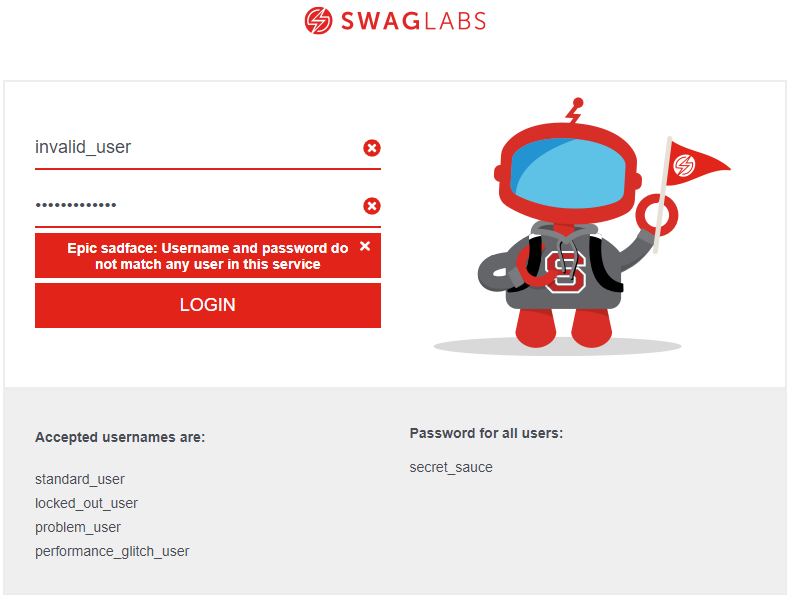 SWAGLABS
invalid_user
•••••••••••••
Epic sadface: Username and password do
not match any user in this service
LOGIN
S
Accepted usernames are:
standard_user
locked_out_user
problem_user
performance_glitch_user
Password for all users:
secret_sauce